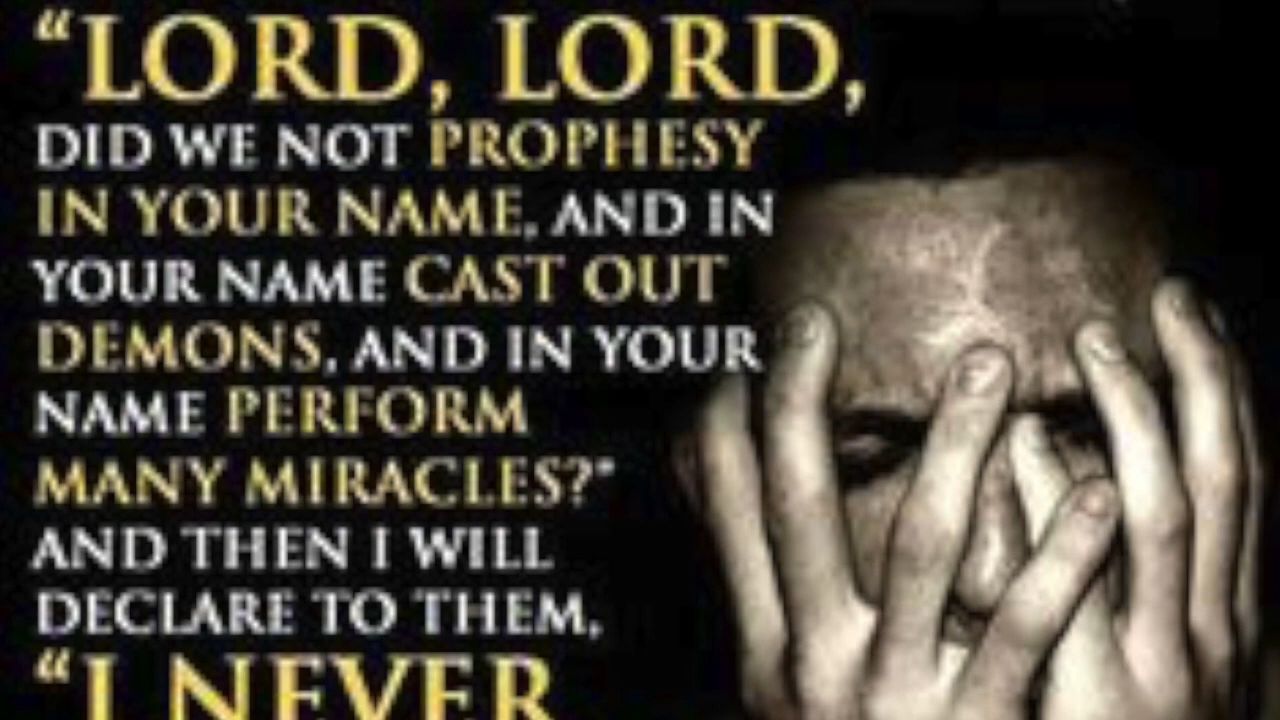 “LORD, LORD,
DID WE NOT PROPHESY
IN YOUR NAME, AND IN
YOUR NAME CAST OUT
DEMONS, AND IN YOUR
NAME PERFORM
MANY MIRACLES?"
AND THEN I WILL
DECLARE TO THEM,
“I NEVER